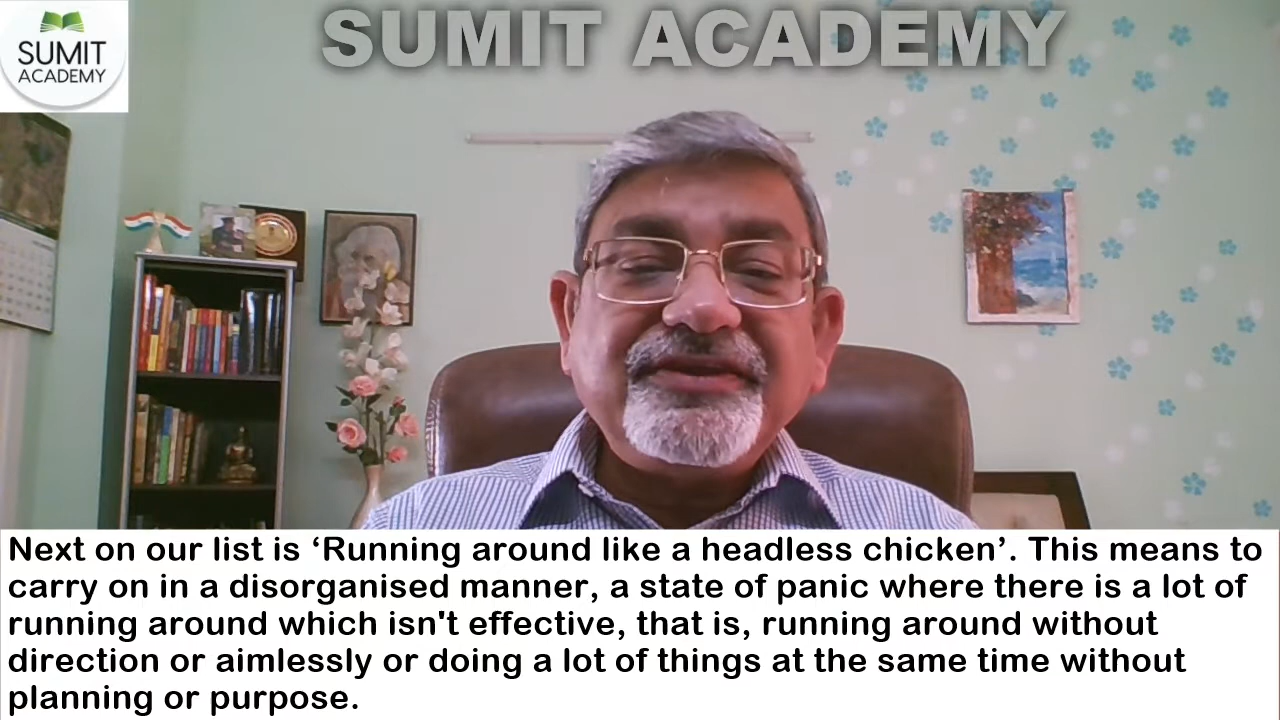 SUMIT
ACADEMY
SUMIT ACADEMY
Next on our list is ‘Running around like a headless chicken’. This means to
carry on in a disorganised manner, a state of panic where there is a lot of
running around which isn't effective, that is, running around without
direction or aimlessly or doing a lot of things at the same time without
planning or purpose.